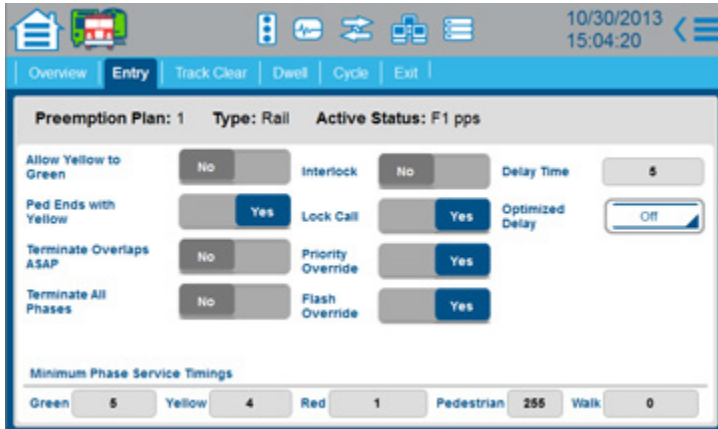 10/30/2013
15:04:20
Overview Entry Track Clear Dwell Cycle Exit
Preemption Plan: 1 Type: Rail Active Status: F1 pps
Allow Yellow to Green No Interlock No Delay Time 5
Ped Ends with Yellow Yes Lock Call Yes Optimized Delay Off
Terminate Overlaps ASAP No Priority Override Yes
Terminate All Phases No Flash Override Yes
Minimum Phase Service Timings
Green 5 Yellow 4 Red 1 Pedestrian 255 Walk 0